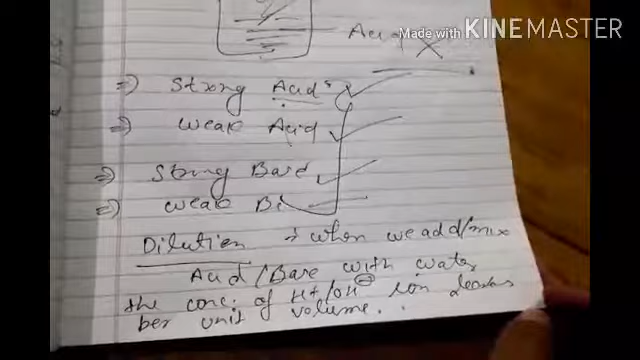 Made with KINEMASTER
Acid X
⇒) Strong Acid
⇒) weak Acid
⇒) Strong Base
⇒) weak B
Dilution :- when we add/mix
Acid/Base with water
the conc. of H+/OH⊖ ion
per unit volume.